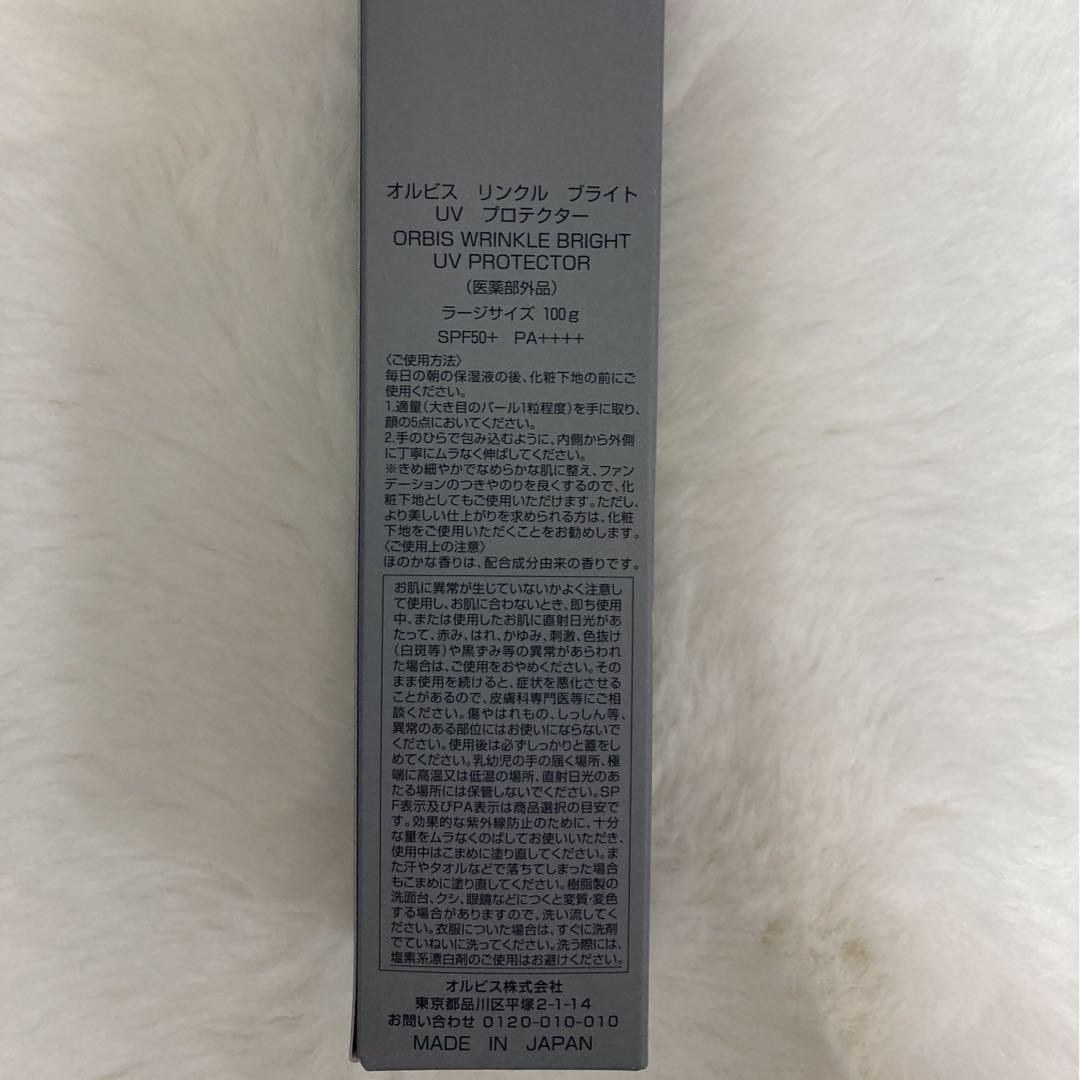 オルビス リンクル ブライト
UV プロテクター
ORBIS WRINKLE BRIGHT
UV PROTECTOR
（医薬部外品）
ラージサイズ 100g
SPF50+ PA++++
〈ご使用方法〉
毎日の朝の保湿液の後、化粧下地の前にご
使用ください。
1.適量（大き目のパール1粒程度）を手に取り、
顔の5点においてください。
2.手のひらで包み込むように、内側から外側
に丁寧にムラなく伸ばしてください。
※きめ細やかでなめらかな肌に整え、ファン
デーションのつきやのりを良くするので、化
粧下地としてもご使用いただけます。ただし、
より美しい仕上がりを求められる方は、化粧
下地をご使用いただくことをお勧めします。
〈ご使用上の注意〉
ほのかな香りは、配合成分由来の香りです。
お肌に異常が生じていないかよく注意し
て使用し、お肌に合わないとき、即ち使用
中、または使用したお肌に直射日光があ
たって、赤み、はれ、かゆみ、刺激、色抜け
（白斑等）や黒ずみ等の異常があらわれ
た場合は、ご使用をおやめください。その
まま使用を続けると、症状を悪化させる
ことがあるので、皮膚科専門医等にご相
談ください。傷やはれもの、しっしん等、
異常のある部位にはお使いにならないで
ください。使用後は必ずしっかりと蓋をし
めてください。乳幼児の手の届く場所、極
端に高温又は低温の場所、直射日光のあ
たる場所には保管しないでください。SP
F表示及びPA表示は商品選択の目安で
す。効果的な紫外線防止のために、十分
な量をムラなくのばしてお使いいただき、
使用中はこまめに塗り直してください。ま
た汗やタオルなどで落ちてしまった場合
もこまめに塗り直してください。樹脂製の
洗面台、クシ、眼鏡などにつくと変質・変色
する場合がありますので、洗い流してく
ださい。衣服についた場合は、すぐに洗剤
でていねいに洗ってください。洗う際には、
塩素系漂白剤のご使用はお避けください。
オルビス株式会社
東京都品川区平塚2-1-14
お問い合わせ 0120-010-010
MADE IN JAPAN